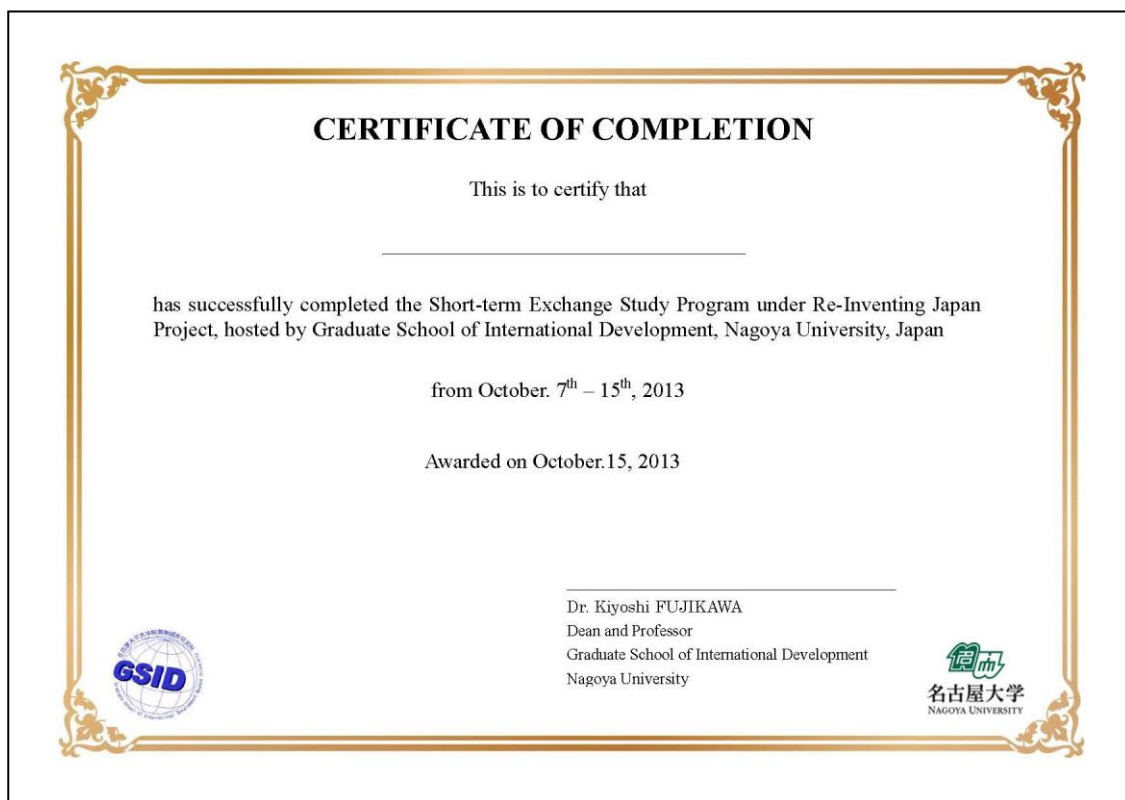 CERTIFICATE OF COMPLETION
This is to certify that
has successfully completed the Short-term Exchange Study Program under Re-Inventing Japan
Project, hosted by Graduate School of International Development, Nagoya University, Japan
from October. 7th – 15th, 2013
Awarded on October.15, 2013
Dr. Kiyoshi FUJIKAWA
Dean and Professor
Graduate School of International Development
Nagoya University
GSID
名古屋大学
NAGOYA UNIVERSITY